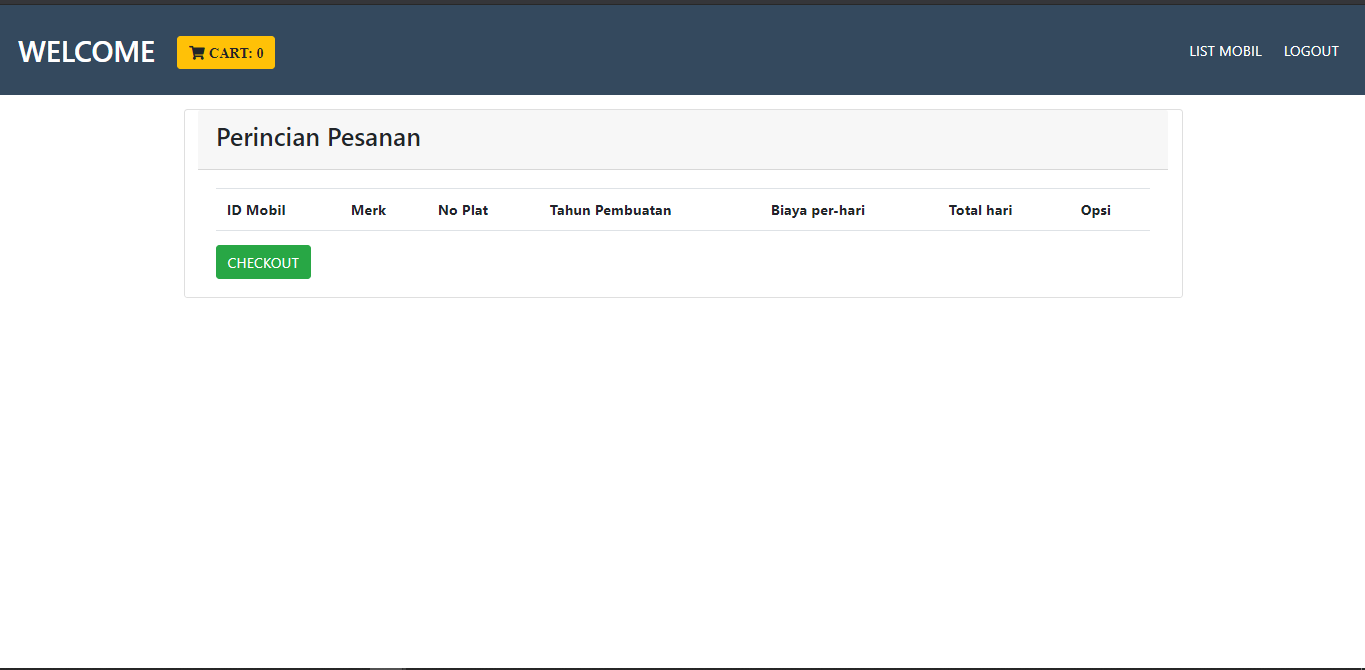 WELCOME CART: 0 LIST MOBIL LOGOUT
Perincian Pesanan
ID Mobil Merk No Plat Tahun Pembuatan Biaya per-hari Total hari Opsi
CHECKOUT